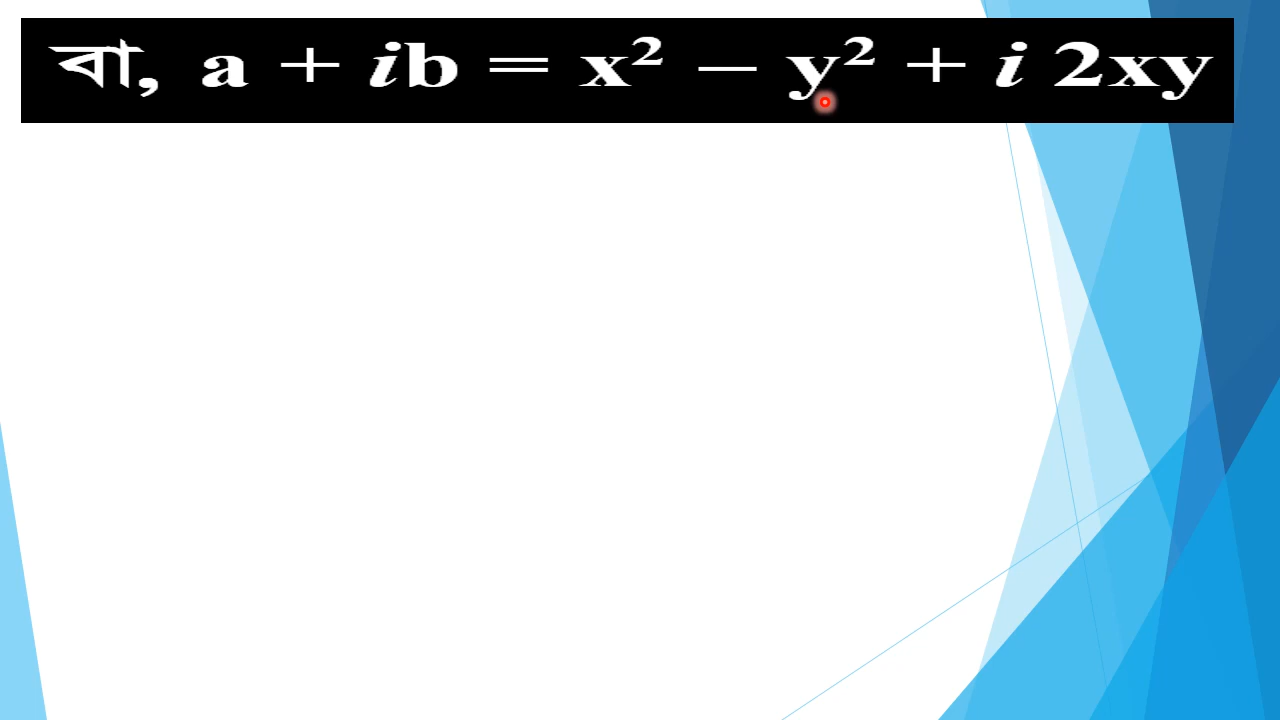 বা, a + ib = x² − y² + i 2xy